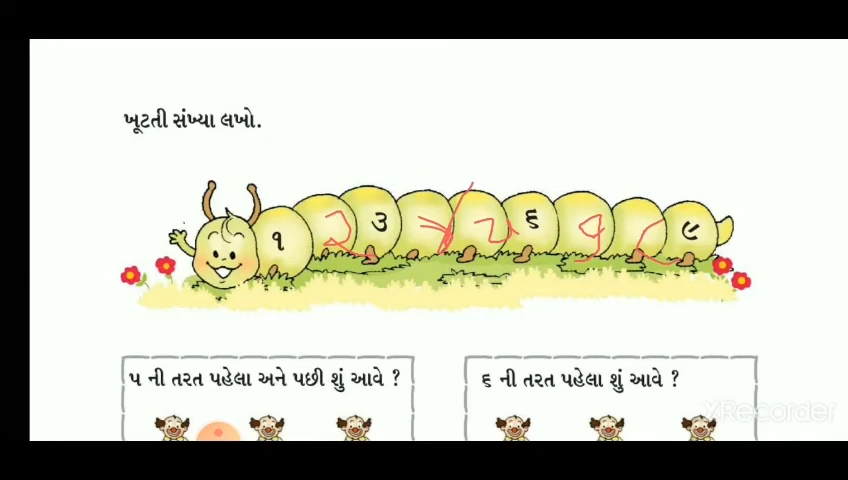 ખૂટતી સંખ્યા લખો.
૧ ૨ ૩ ૪ ૫ ૬ ૭ ૮ ૯
૫ ની તરત પહેલા અને પછી શું આવે ?
૬ ની તરત પહેલા શું આવે ?
XRecorder